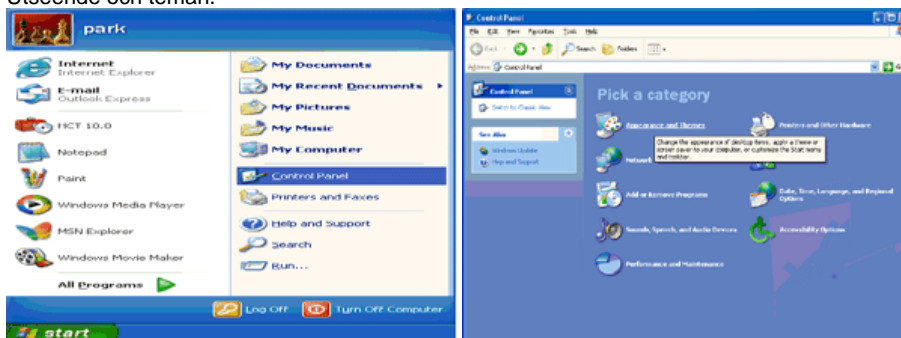 Utseende och teman.
park
Internet
Internet Explorer
E-mail
Outlook Express
HCT 10.0
Notepad
Paint
Windows Media Player
MSN Explorer
Windows Movie Maker
All Programs
My Documents
My Recent Documents
My Pictures
My Music
My Computer
Control Panel
Printers and Faxes
Help and Support
Search
Run...
Log Off
Turn Off Computer
start
Control Panel
File Edit View Favorites Tools Help
Back
Search
Folders
Address
Control Panel
Control Panel
Switch to Classic View
See Also
Windows Update
Help and Support
Pick a category
Appearance and Themes
Printers and Other Hardware
Change the appearance of desktop items, apply a theme or
screen saver to your computer, or customize the Start menu
and taskbar.
Network
Add or Remove Programs
Date, Time, Language, and Regional
Options
Sounds, Speech, and Audio Devices
Accessibility Options
Performance and Maintenance